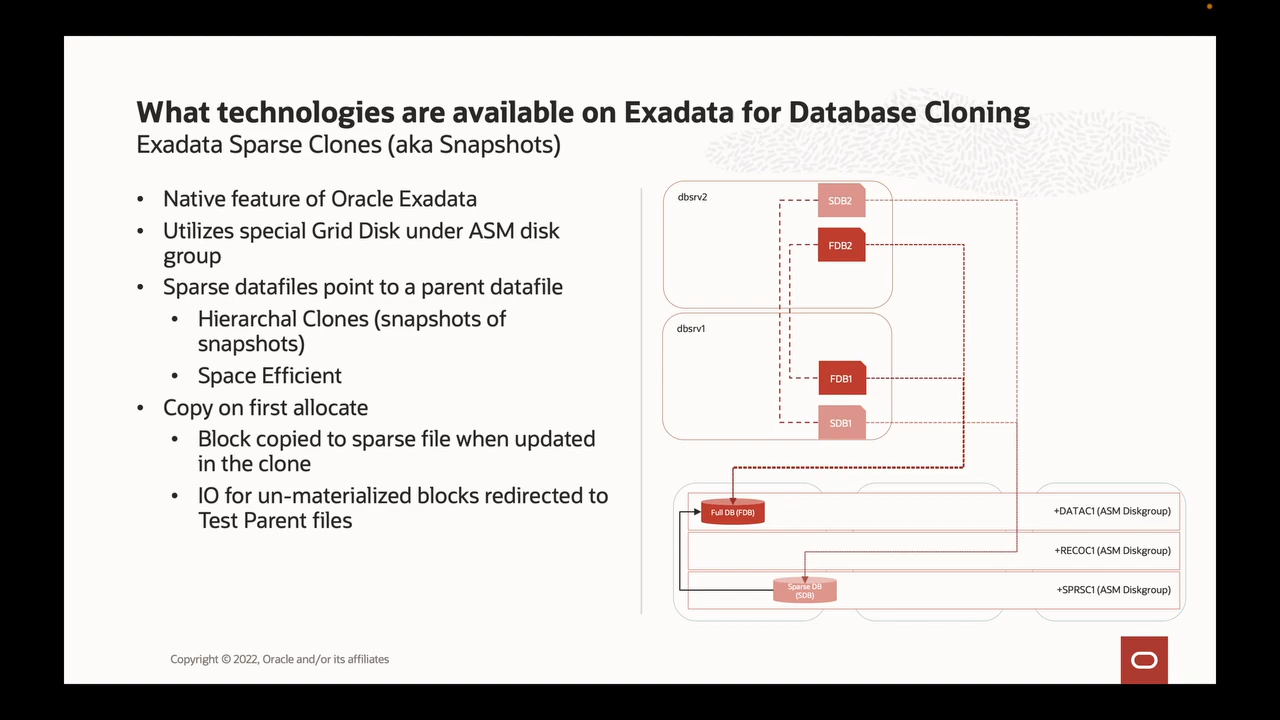 What technologies are available on Exadata for Database Cloning
Exadata Sparse Clones (aka Snapshots)
• Native feature of Oracle Exadata
• Utilizes special Grid Disk under ASM disk
group
• Sparse datafiles point to a parent datafile
• Hierarchal Clones (snapshots of
snapshots)
• Space Efficient
• Copy on first allocate
• Block copied to sparse file when updated
in the clone
• IO for un-materialized blocks redirected to
Test Parent files
dbsrv2
SDB2
FDB2
dbsrv1
FDB1
SDB1
Full DB (FDB)
+DATAC1 (ASM Diskgroup)
+RECOC1 (ASM Diskgroup)
Sparse DB
(SDB)
+SPRSC1 (ASM Diskgroup)
Copyright © 2022, Oracle and/or its affiliates